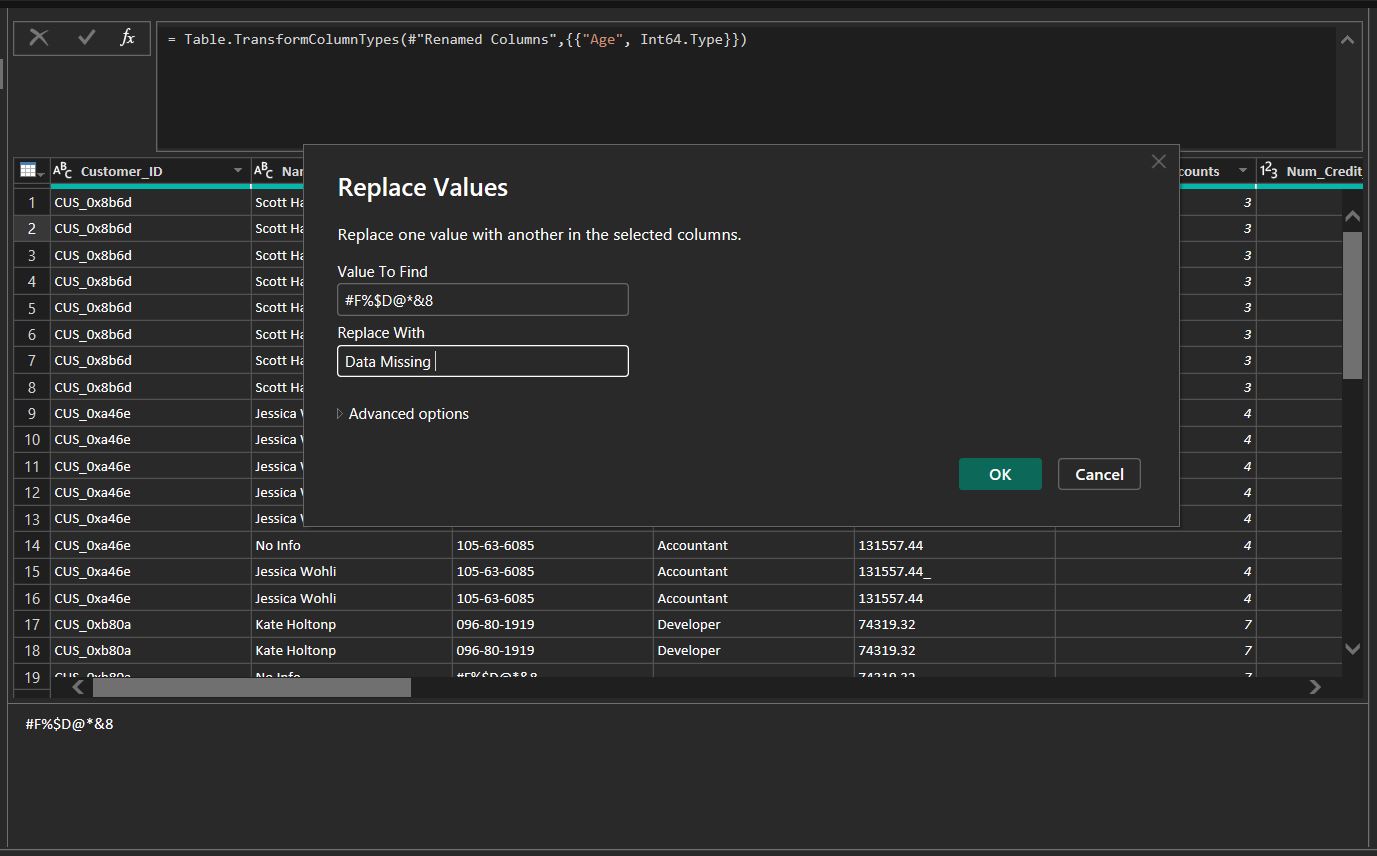 fx
= Table.TransformColumnTypes(#"Renamed Columns",{{"Age", Int64.Type}})
ABC Customer_ID ABC Nar counts 123 Num_Credit_
Replace Values
Replace one value with another in the selected columns.
Value To Find
#F%$D@*&8
Replace With
Data Missing
Advanced options
OK Cancel
1 CUS_0x8b6d Scott Ha 3
2 CUS_0x8b6d Scott Ha 3
3 CUS_0x8b6d Scott Ha 3
4 CUS_0x8b6d Scott Ha 3
5 CUS_0x8b6d Scott Ha 3
6 CUS_0x8b6d Scott Ha 3
7 CUS_0x8b6d Scott Ha 3
8 CUS_0x8b6d Scott Ha 3
9 CUS_0xa46e Jessica 4
10 CUS_0xa46e Jessica 4
11 CUS_0xa46e Jessica 4
12 CUS_0xa46e Jessica 4
13 CUS_0xa46e Jessica 4
14 CUS_0xa46e No Info 105-63-6085 Accountant 131557.44 4
15 CUS_0xa46e Jessica Wohli 105-63-6085 Accountant 131557.44_ 4
16 CUS_0xa46e Jessica Wohli 105-63-6085 Accountant 131557.44 4
17 CUS_0xb80a Kate Holtonp 096-80-1919 Developer 74319.32 7
18 CUS_0xb80a Kate Holtonp 096-80-1919 Developer 74319.32 7
19 CUS_0xb80a No Info #F%$D@*&8 74319.32 7
#F%$D@*&8